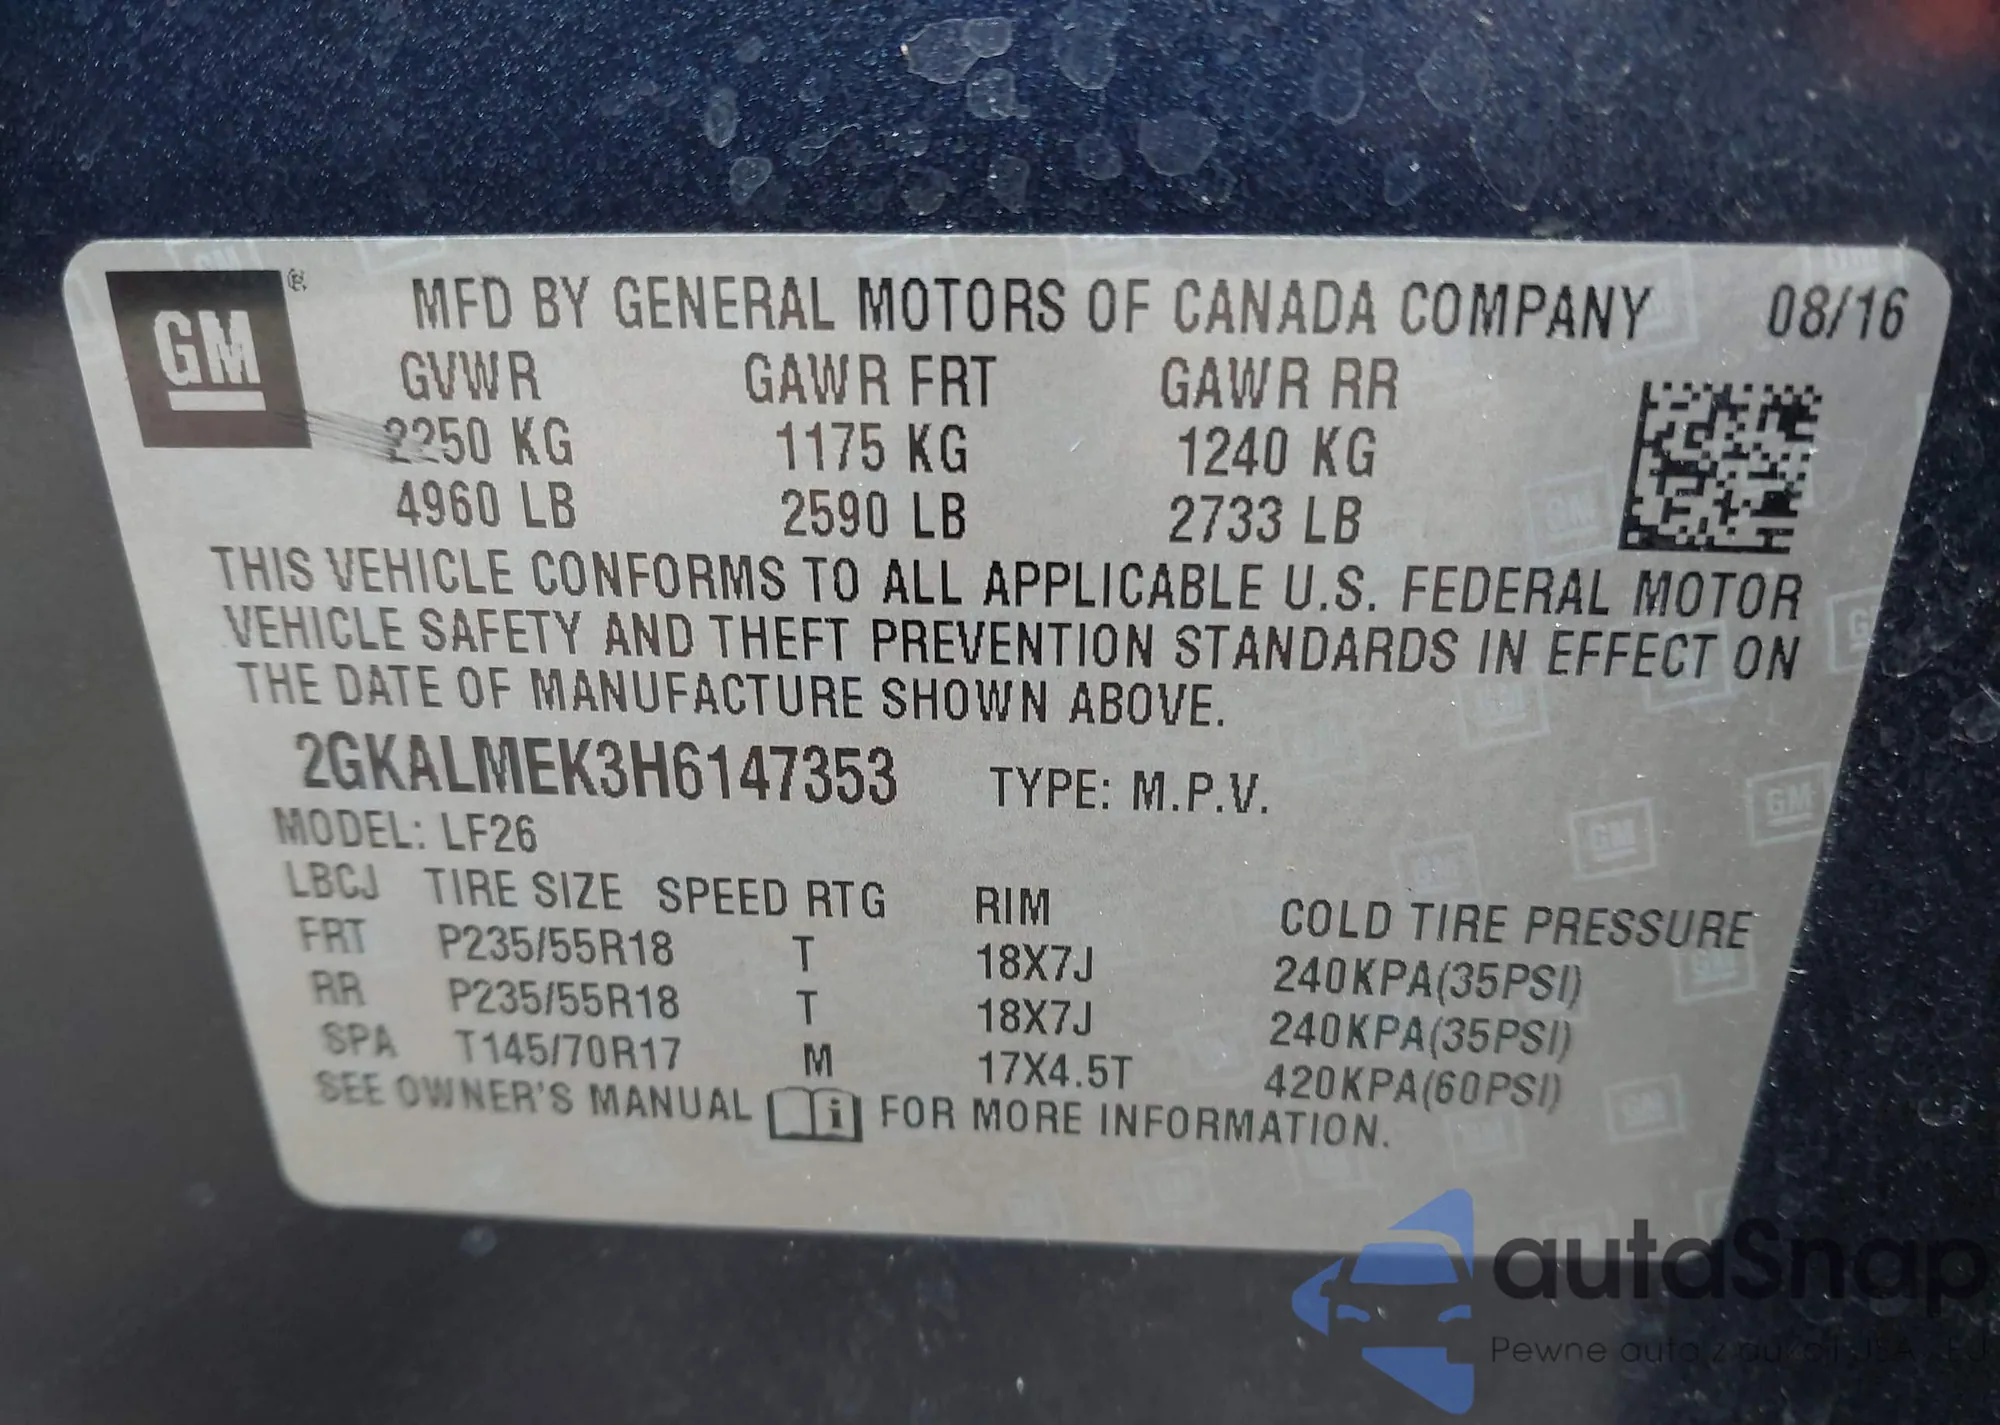 GM ®
MFD BY GENERAL MOTORS OF CANADA COMPANY 08/16
GVWR GAWR FRT GAWR RR
2250 KG 1175 KG 1240 KG
4960 LB 2590 LB 2733 LB
THIS VEHICLE CONFORMS TO ALL APPLICABLE U.S. FEDERAL MOTOR
VEHICLE SAFETY AND THEFT PREVENTION STANDARDS IN EFFECT ON
THE DATE OF MANUFACTURE SHOWN ABOVE.
2GKALMEK3H6147353 TYPE: M.P.V.
MODEL: LF26
LBCJ TIRE SIZE SPEED RTG RIM COLD TIRE PRESSURE
FRT P235/55R18 T 18X7J 240KPA(35PSI)
RR P235/55R18 T 18X7J 240KPA(35PSI)
SPA T145/70R17 M 17X4.5T 420KPA(60PSI)
SEE OWNER'S MANUAL i FOR MORE INFORMATION.
autaSnap
Pewne auta z aukcji USA